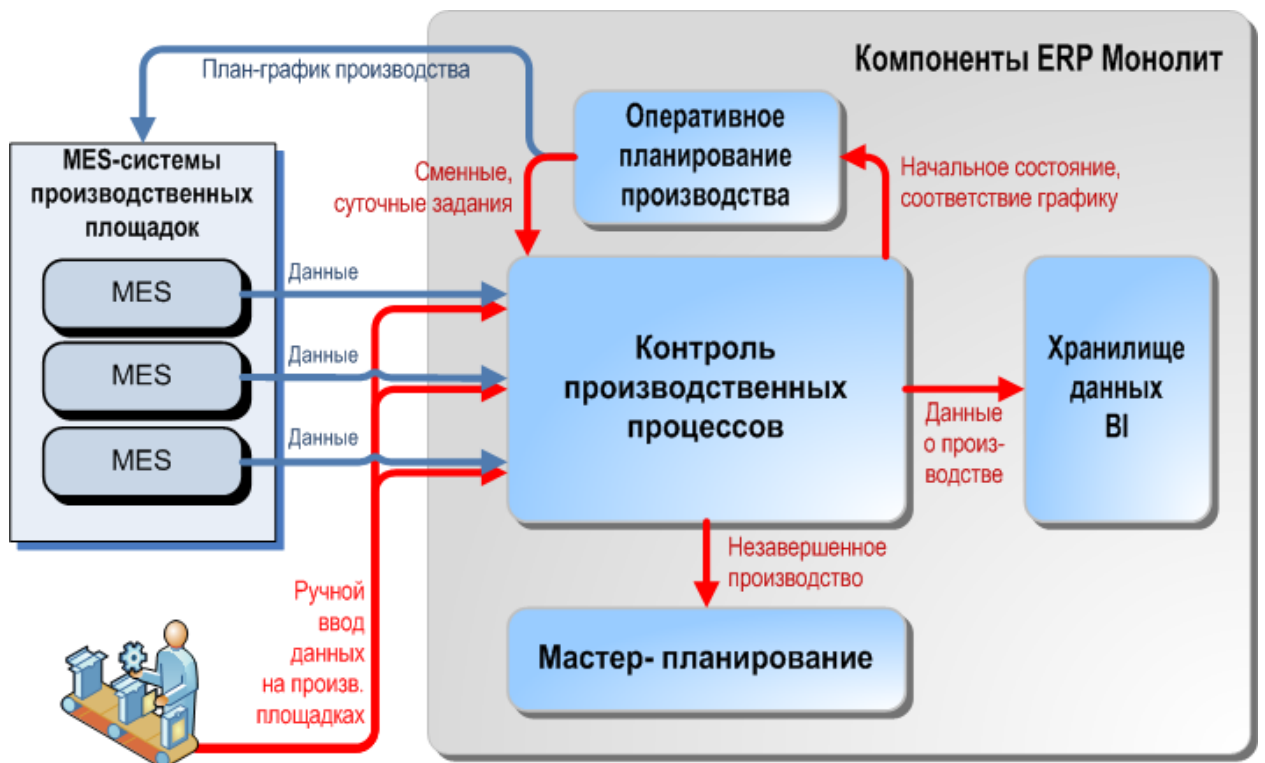 Компоненты ERP Монолит
План-график производства
Оперативное
планирование
производства
MES-системы
производственных
площадок
Сменные,
суточные задания
Начальное состояние,
соответствие графику
Данные
MES
Данные
MES
Данные
MES
Контроль
производственных
процессов
Хранилище
данных
BI
Данные
о произ-
водстве
Незавершенное
производство
Ручной
ввод
данных
на произв.
площадках
Мастер- планирование